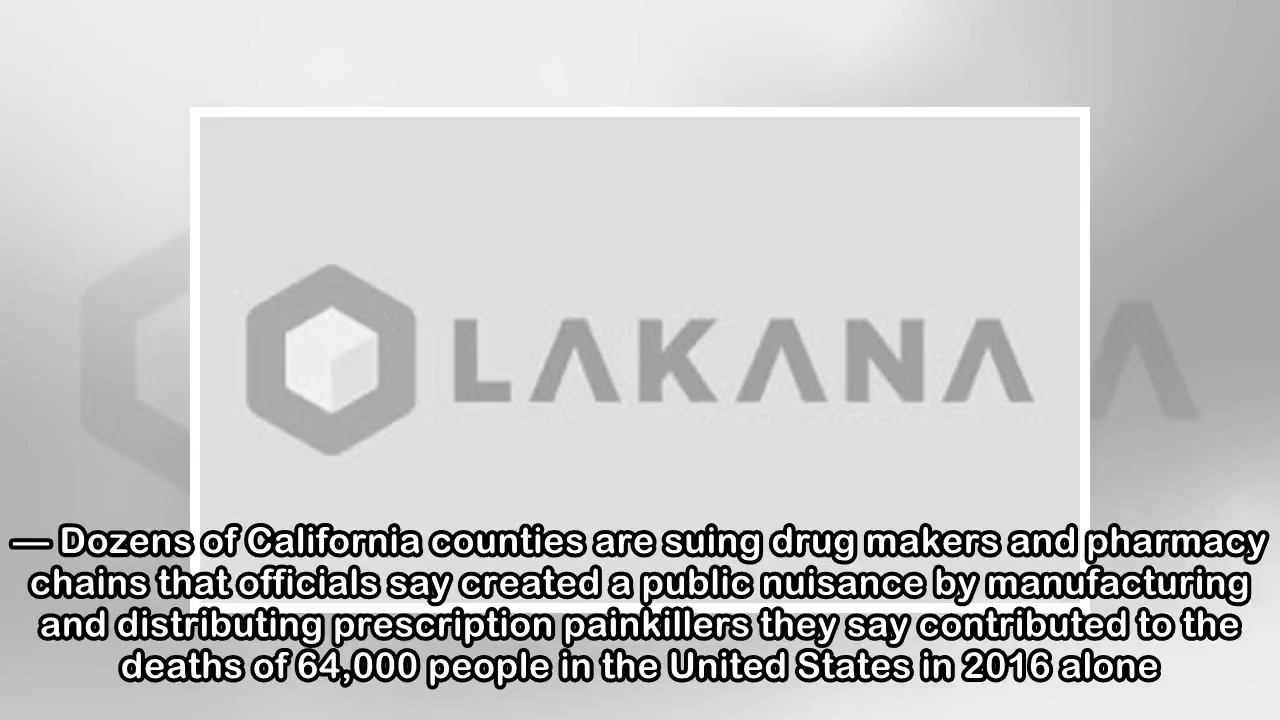 LAKANA
— Dozens of California counties are suing drug makers and pharmacy
chains that officials say created a public nuisance by manufacturing
and distributing prescription painkillers they say contributed to the
deaths of 64,000 people in the United States in 2016 alone